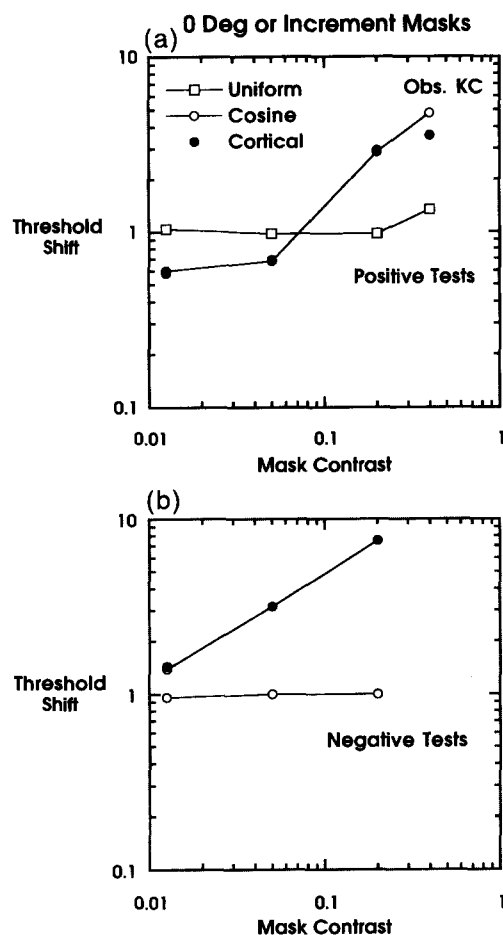 0 Deg or Increment Masks
(a)
10
Uniform
Cosine
Cortical
Obs. KC
Threshold
Shift
1
Positive Tests
0.1
0.01
0.1
1
Mask Contrast
(b)
10
Threshold
Shift
1
Negative Tests
0.1
0.01
0.1
1
Mask Contrast